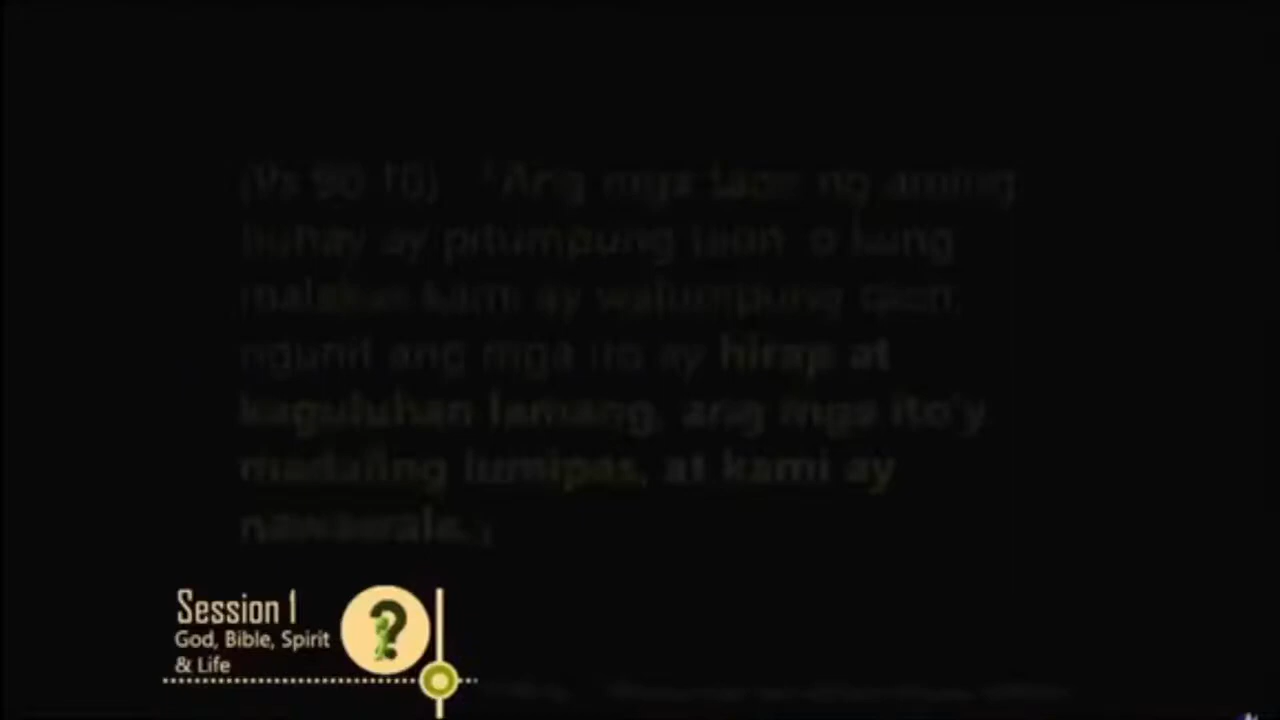 (Ps 90 10) "Ang mga taon ng aming
buhay ay pitumpung taon o kung
malakas kami ay walumpung taon;
ngunit ang mga ito ay hirap at
kaguluhan lamang, ang mga ito'y
madaling lumipas, at kami ay
nawawala.
Session 1
God, Bible, Spirit
& Life